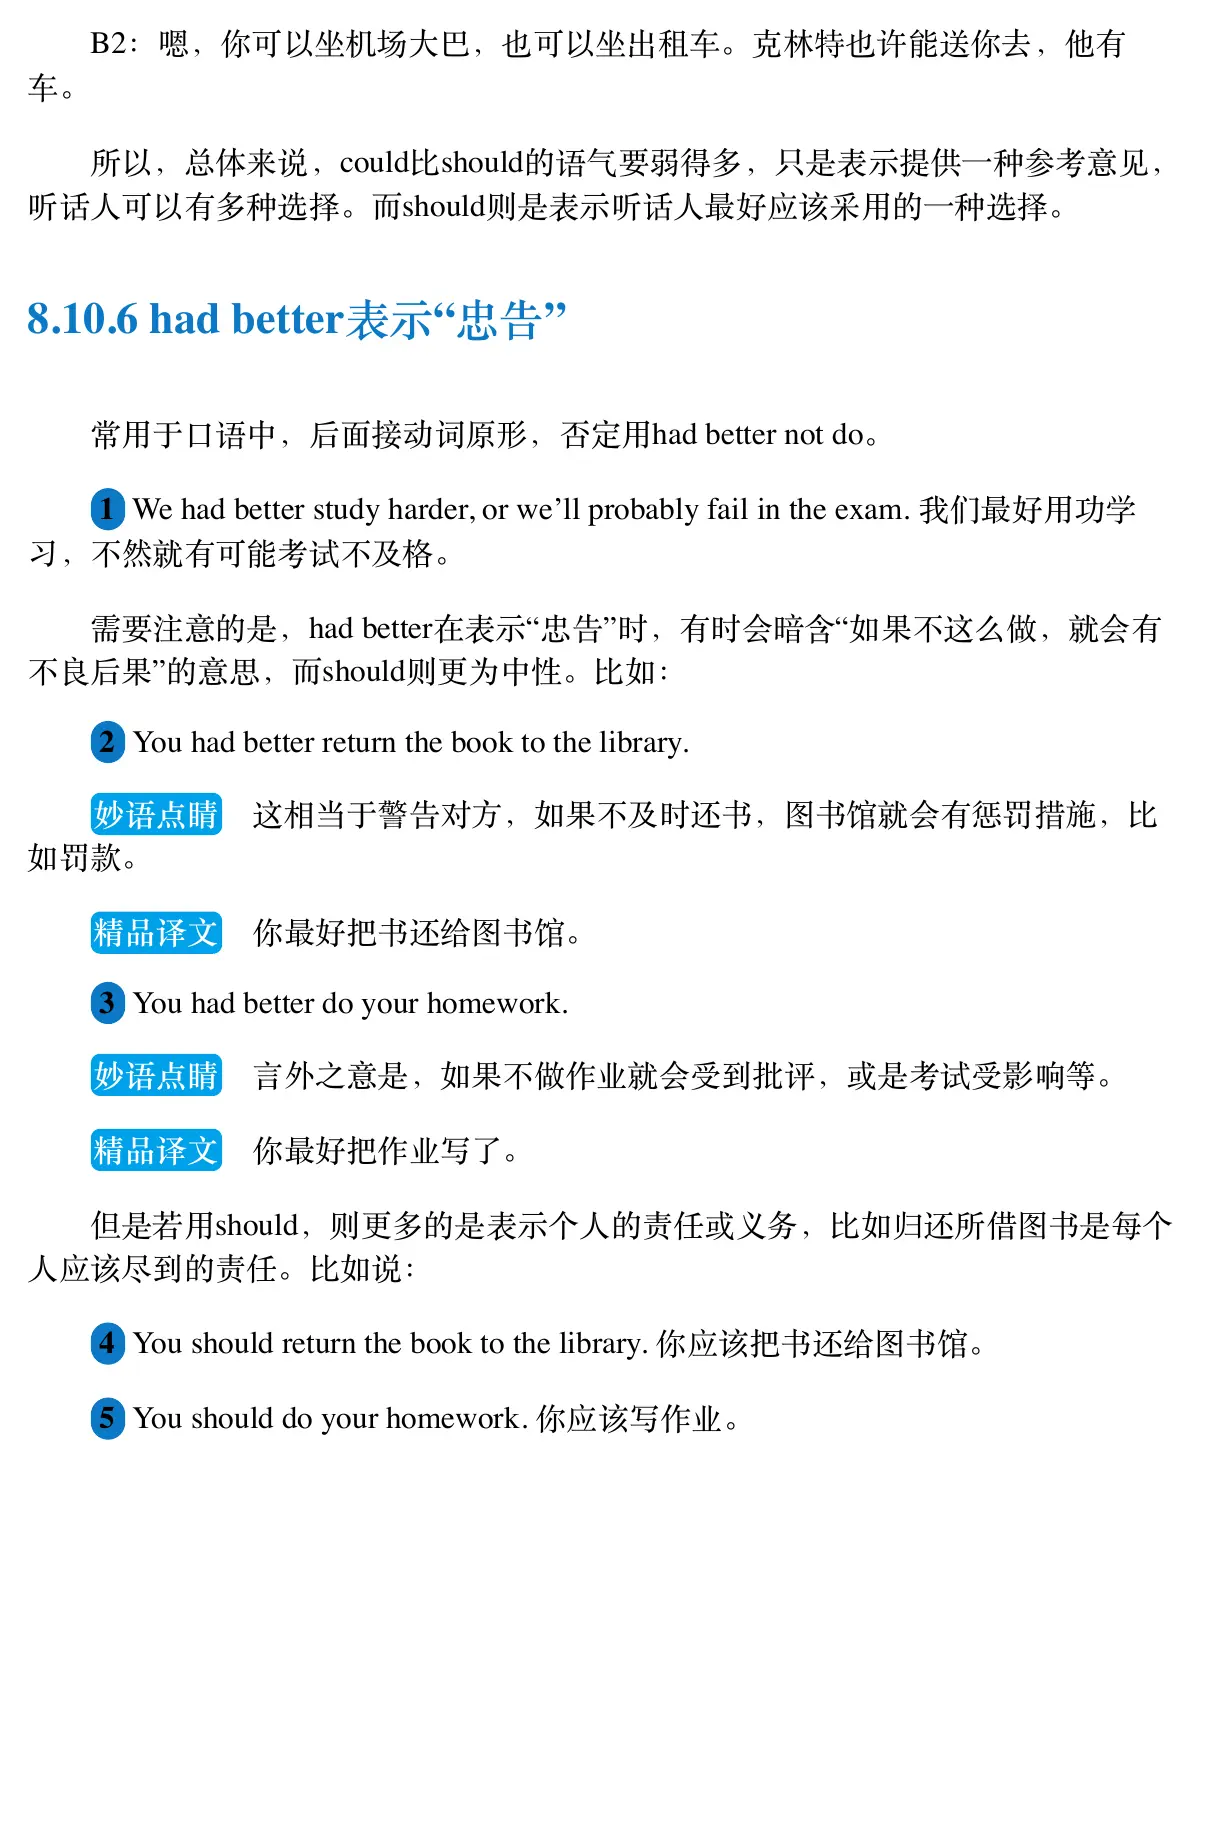 B2：嗯，你可以坐机场大巴，也可以坐出租车。克林特也许能送你去，他有
车。
所以，总体来说，could比should的语气要弱得多，只是表示提供一种参考意见，
听话人可以有多种选择。而should则是表示听话人最好应该采用的一种选择。
8.10.6 had better表示“忠告”
常用于口语中，后面接动词原形，否定用had better not do。
1 We had better study harder, or we’ll probably fail in the exam. 我们最好用功学
习，不然就有可能考试不及格。
需要注意的是，had better在表示“忠告”时，有时会暗含“如果不这么做，就会有
不良后果”的意思，而should则更为中性。比如：
2 You had better return the book to the library.
妙语点睛 这相当于警告对方，如果不及时还书，图书馆就会有惩罚措施，比
如罚款。
精品译文 你最好把书还给图书馆。
3 You had better do your homework.
妙语点睛 言外之意是，如果不做作业就会受到批评，或是考试受影响等。
精品译文 你最好把作业写了。
但是若用should，则更多的是表示个人的责任或义务，比如归还所借图书是每个
人应该尽到的责任。比如说：
4 You should return the book to the library. 你应该把书还给图书馆。
5 You should do your homework. 你应该写作业。